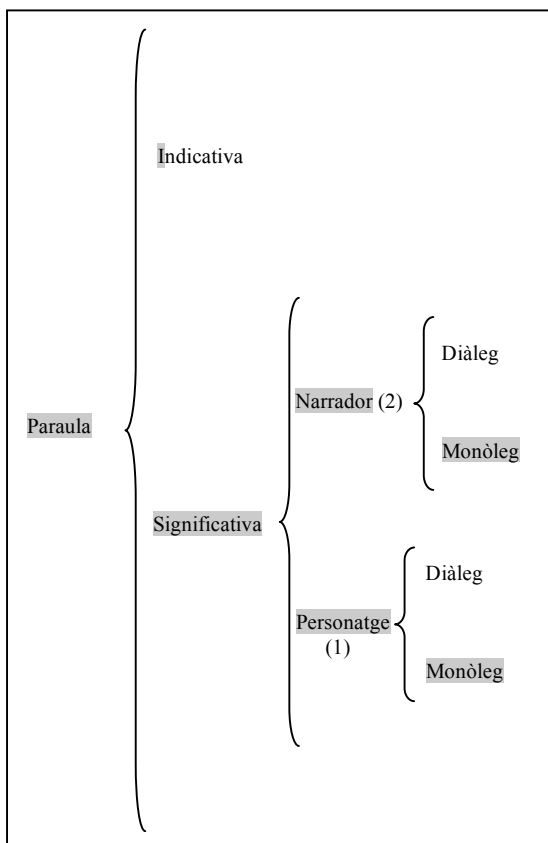 Indicativa
Diàleg
Narrador (2)
Paraula
Monòleg
Significativa
Diàleg
Personatge
(1)
Monòleg